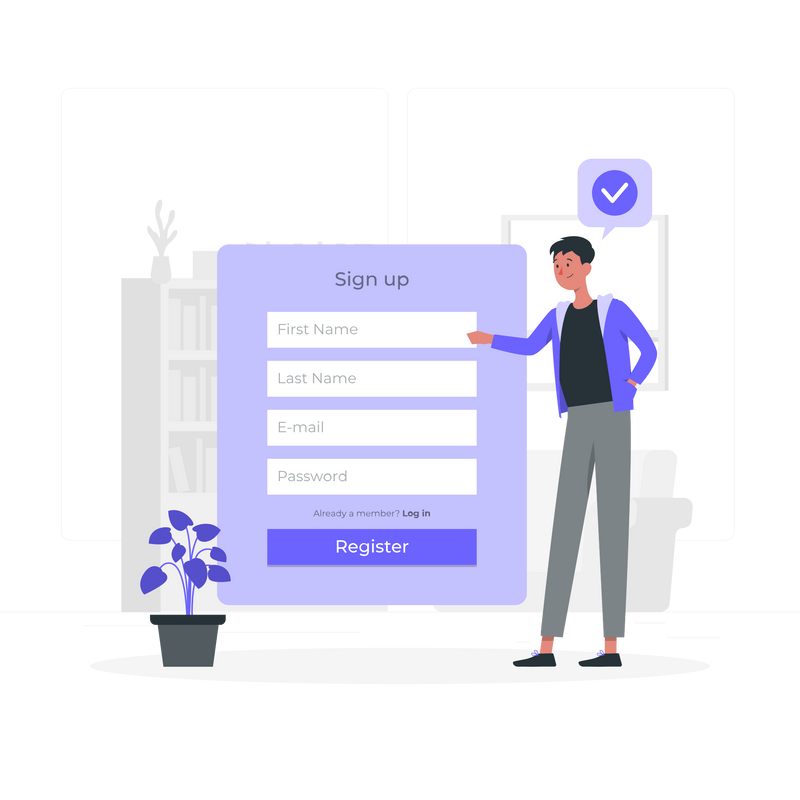 Sign up
First Name
Last Name
E-mail
Password
Already a member? Log in
Register